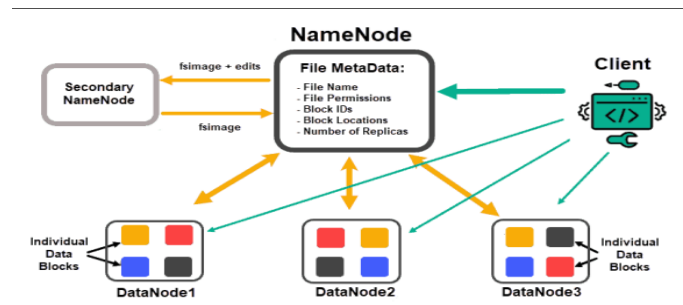 NameNode
fsimage + edits
File MetaData:
Client
Secondary
NameNode
- File Name
- File Permissions
- Block IDs
- Block Locations
- Number of Replicas
</>
fsimage
Individual
Data
Blocks
Individual
Data
Blocks
DataNode1
DataNode2
DataNode3